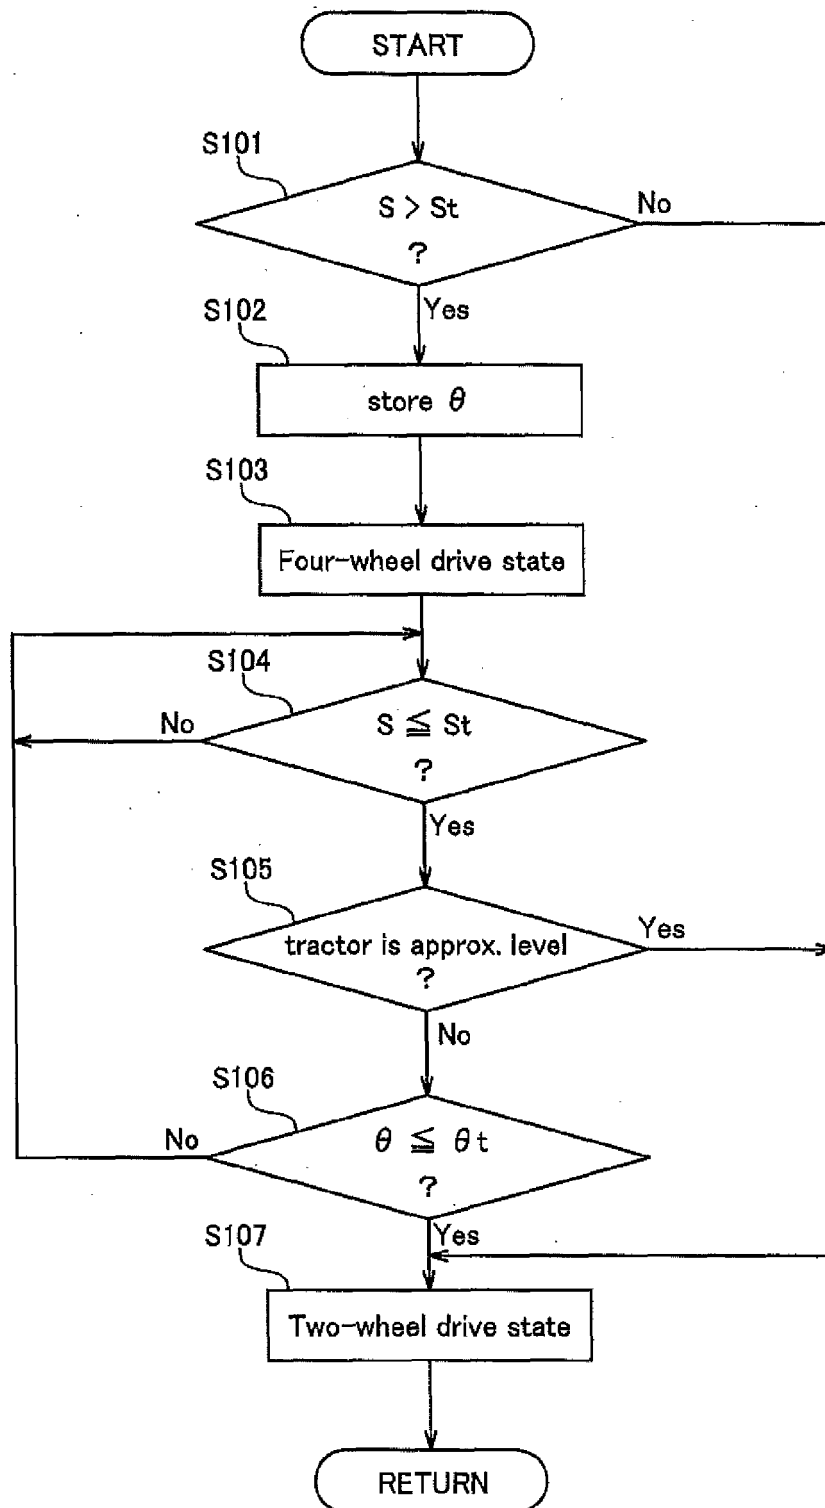 START
S101
S > St
?
No
Yes
S102
store θ
S103
Four-wheel drive state
S104
No
S ≦ St
?
Yes
S105
tractor is approx. level
?
Yes
No
S106
No
θ ≦ θt
?
Yes
S107
Two-wheel drive state
RETURN